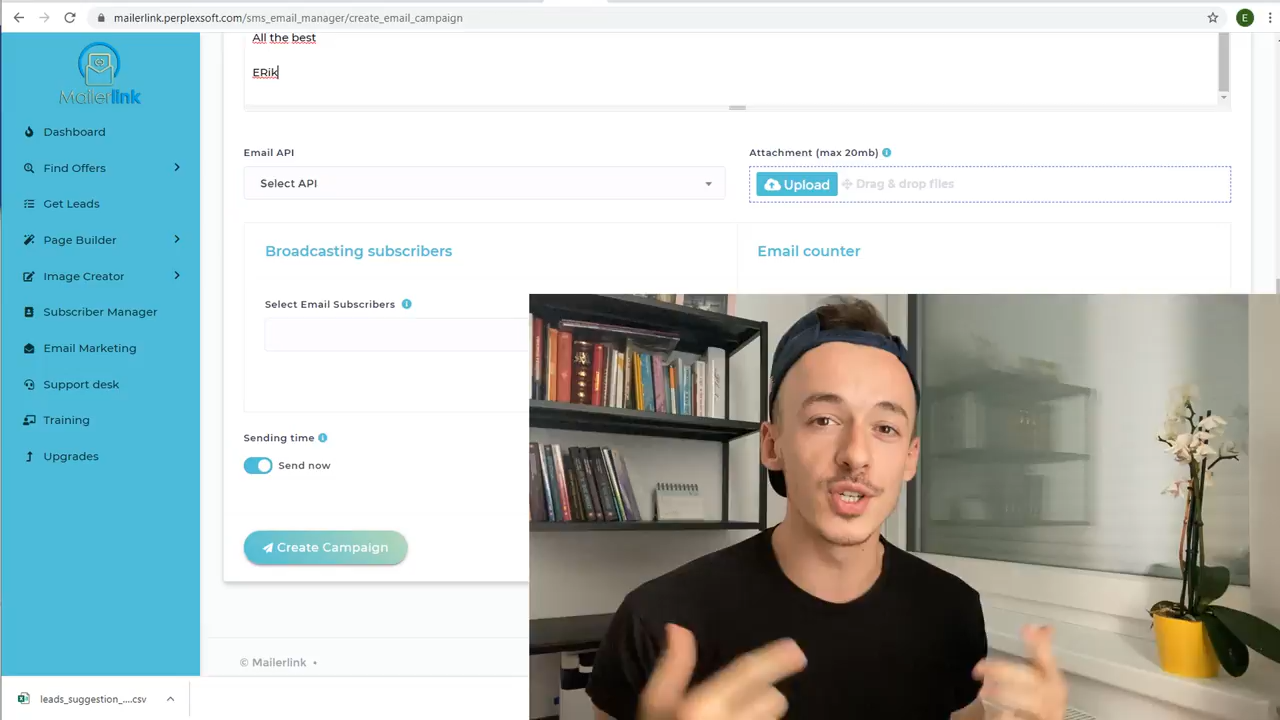 mailerlink.perplexsoft.com/sms_email_manager/create_email_campaign
E
Mailerlink
Dashboard
Find Offers
Get Leads
Page Builder
Image Creator
Subscriber Manager
Email Marketing
Support desk
Training
Upgrades
All the best
ERik
Email API
Select API
Attachment (max 20mb)
Upload
Drag & drop files
Broadcasting subscribers
Email counter
Select Email Subscribers
Sending time
Send now
Create Campaign
© Mailerlink •
leads_suggestion_....csv